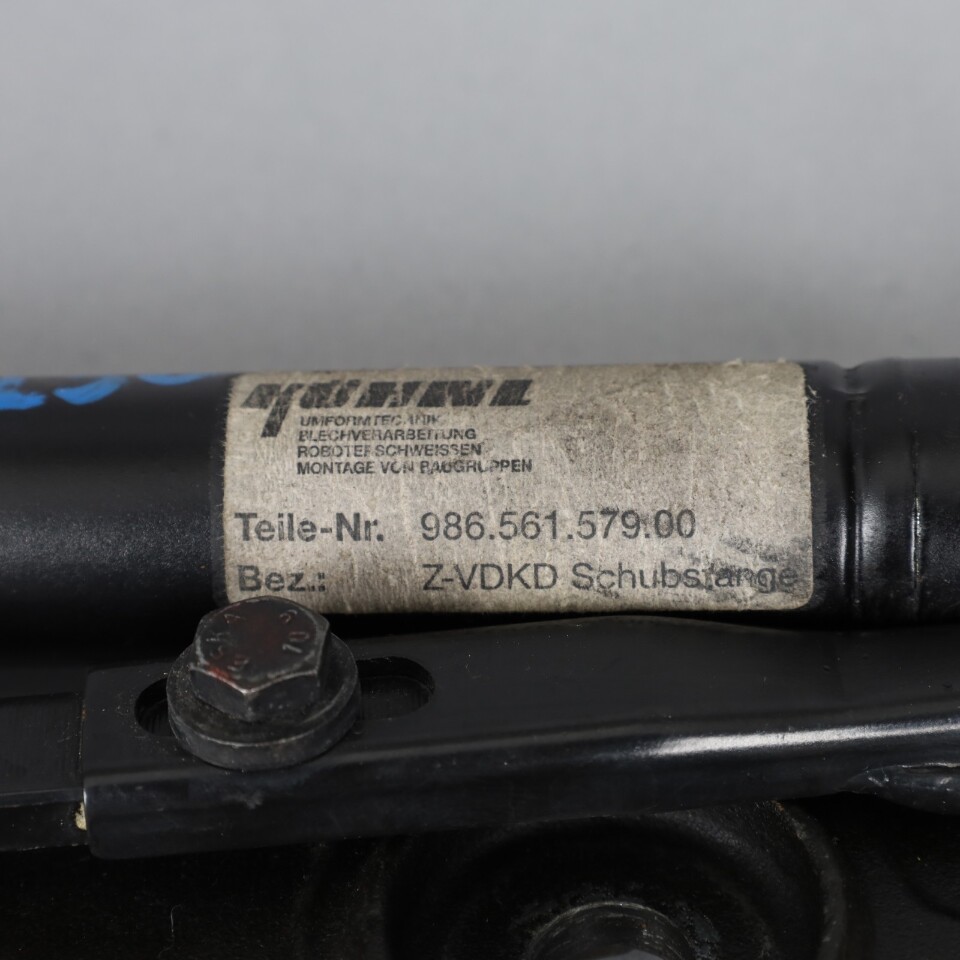 UMFORMTECHNIK
BLECHVERARBEITUNG
ROBOTERSCHWEISSEN
MONTAGE VON BAUGRUPPEN
Teile-Nr. 986.561.579.00
Bez.: Z-VDKD Schubstange